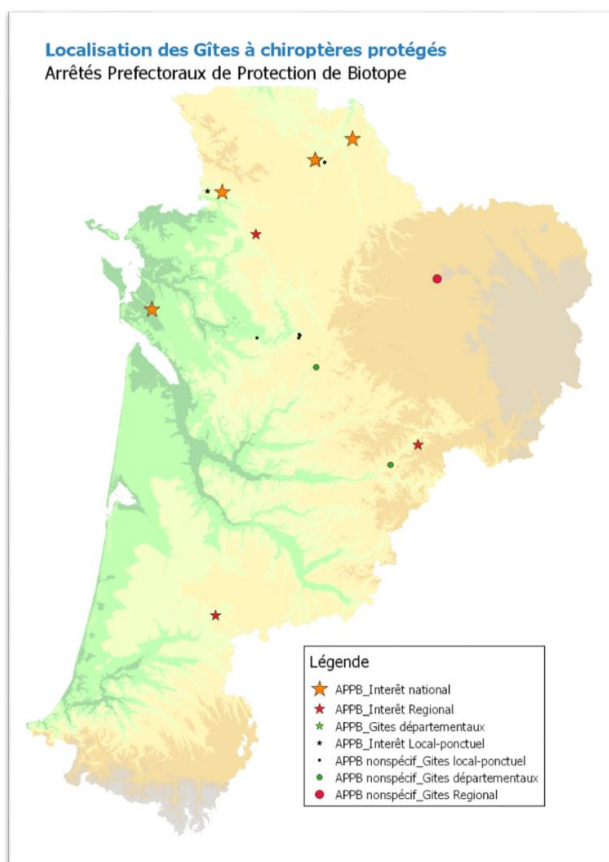 Localisation des Gîtes à chiroptères protégés
Arrêtés Prefectoraux de Protection de Biotope
Légende
APPB_Interêt national
APPB_Interêt Regional
APPB_Gîtes départementaux
APPB_Interêt Local-ponctuel
APPB nonspécif_Gites local-ponctuel
APPB nonspécif_Gites départementaux
APPB nonspécif_Gites Regional